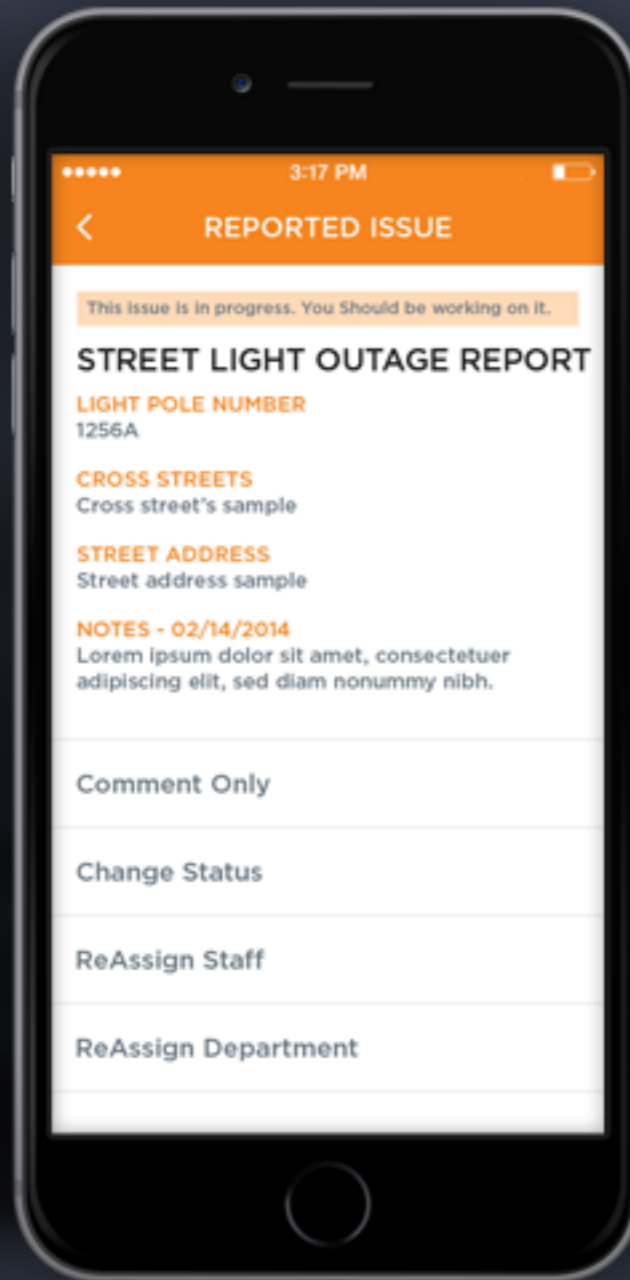 3:17 PM
REPORTED ISSUE
This issue is in progress. You Should be working on it.
STREET LIGHT OUTAGE REPORT
LIGHT POLE NUMBER
1256A
CROSS STREETS
Cross street's sample
STREET ADDRESS
Street address sample
NOTES - 02/14/2014
Lorem ipsum dolor sit amet, consectetuer
adipiscing elit, sed diam nonummy nibh.
Comment Only
Change Status
ReAssign Staff
ReAssign Department